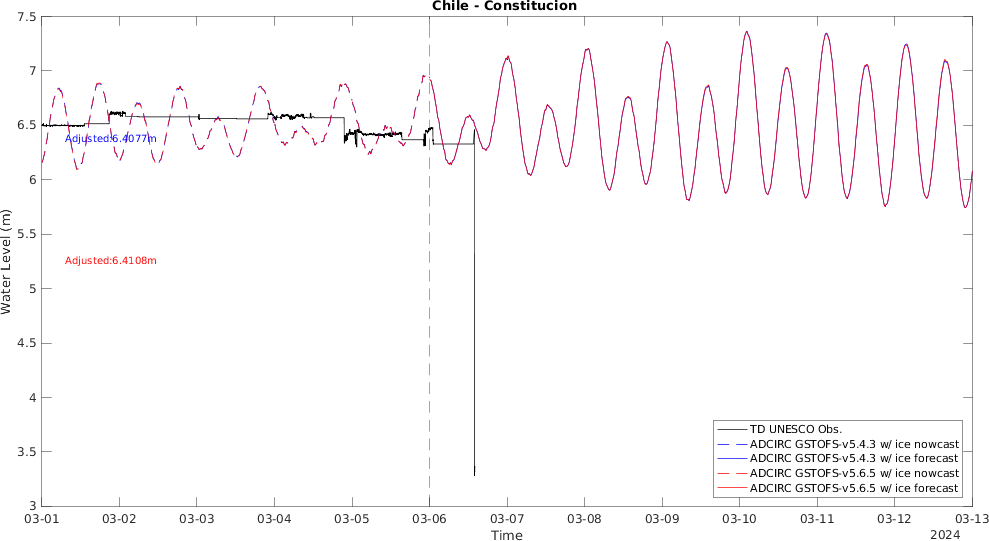 Chile - Constitucion
7.5
7
6.5
6
5.5
5
4.5
4
3.5
3
Water Level (m)
Adjusted:6.4077m
Adjusted:6.4108m
TD UNESCO Obs.
ADCIRC GSTOFS-v5.4.3 w/ ice nowcast
ADCIRC GSTOFS-v5.4.3 w/ ice forecast
ADCIRC GSTOFS-v5.6.5 w/ ice nowcast
ADCIRC GSTOFS-v5.6.5 w/ ice forecast
03-01 03-02 03-03 03-04 03-05 03-06 03-07 03-08 03-09 03-10 03-11 03-12 03-13
Time
2024